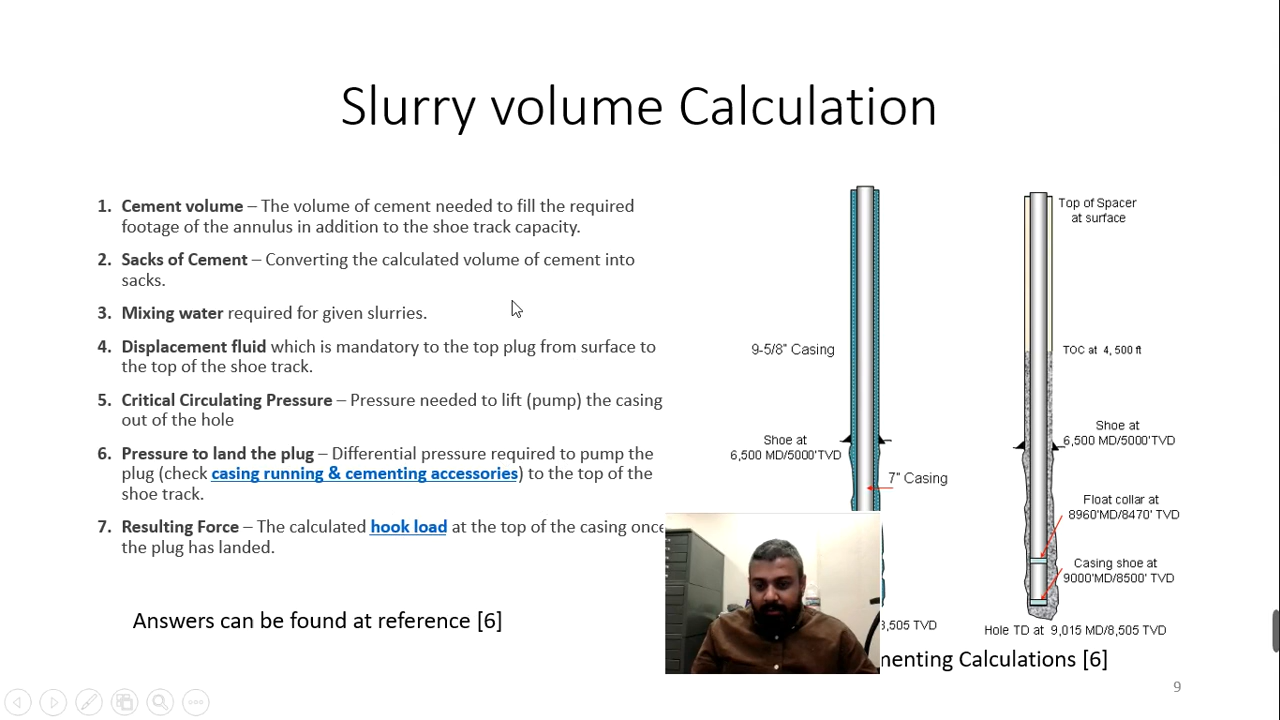 Slurry volume Calculation
1. Cement volume – The volume of cement needed to fill the required
footage of the annulus in addition to the shoe track capacity.
2. Sacks of Cement – Converting the calculated volume of cement into
sacks.
3. Mixing water required for given slurries.
4. Displacement fluid which is mandatory to the top plug from surface to
the top of the shoe track.
5. Critical Circulating Pressure – Pressure needed to lift (pump) the casing
out of the hole
6. Pressure to land the plug – Differential pressure required to pump the
plug (check casing running & cementing accessories) to the top of the
shoe track.
7. Resulting Force – The calculated hook load at the top of the casing once
the plug has landed.
Answers can be found at reference [6]
9-5/8" Casing
Shoe at
6,500 MD/5000'TVD
7" Casing
,505 TVD
Top of Spacer
at surface
TOC at 4, 500 ft
Shoe at
6,500 MD/5000'TVD
Float collar at
8960'MD/8470' TVD
Casing shoe at
9000'MD/8500' TVD
Hole TD at 9,015 MD/8,505 TVD
Calculations [6]
9